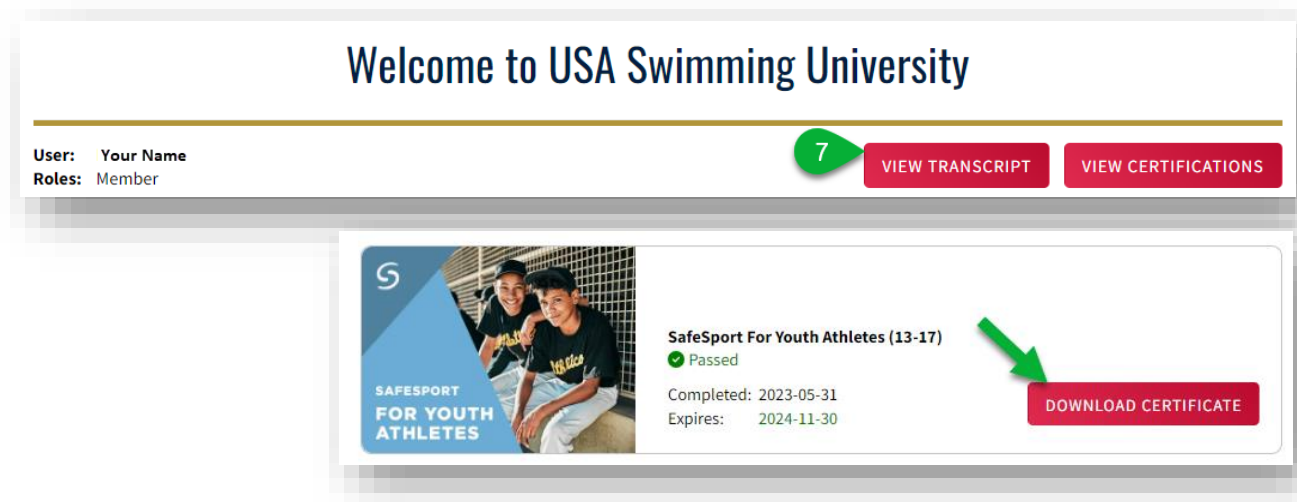 Welcome to USA Swimming University
User: Your Name
Roles: Member
7
VIEW TRANSCRIPT
VIEW CERTIFICATIONS
SAFESPORT
FOR YOUTH
ATHLETES
SafeSport For Youth Athletes (13-17)
Passed
Completed: 2023-05-31
Expires: 2024-11-30
DOWNLOAD CERTIFICATE